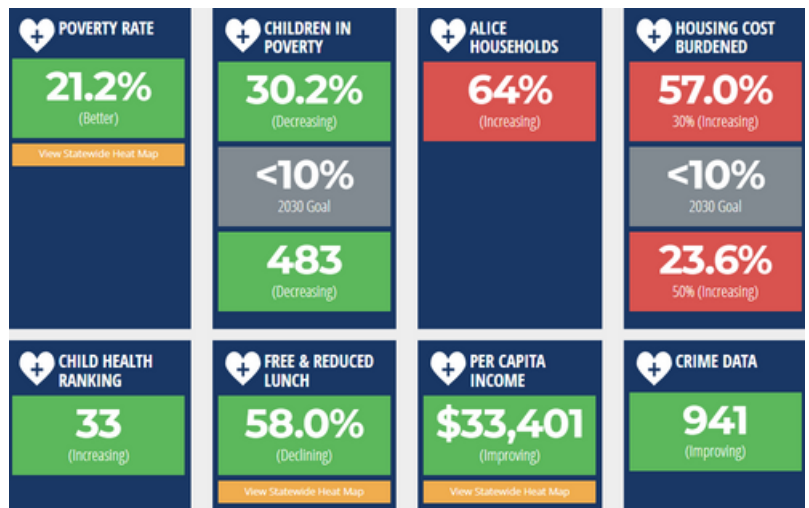 POVERTY RATE
21.2%
(Better)
View Statewide Heat Map
CHILDREN IN
POVERTY
30.2%
(Decreasing)
<10%
2030 Goal
483
(Decreasing)
ALICE
HOUSEHOLDS
64%
(Increasing)
HOUSING COST
BURDENED
57.0%
30% (Increasing)
<10%
2030 Goal
23.6%
50% (Increasing)
CHILD HEALTH
RANKING
33
(Increasing)
FREE & REDUCED
LUNCH
58.0%
(Declining)
View Statewide Heat Map
PER CAPITA
INCOME
$33,401
(Improving)
View Statewide Heat Map
CRIME DATA
941
(Improving)